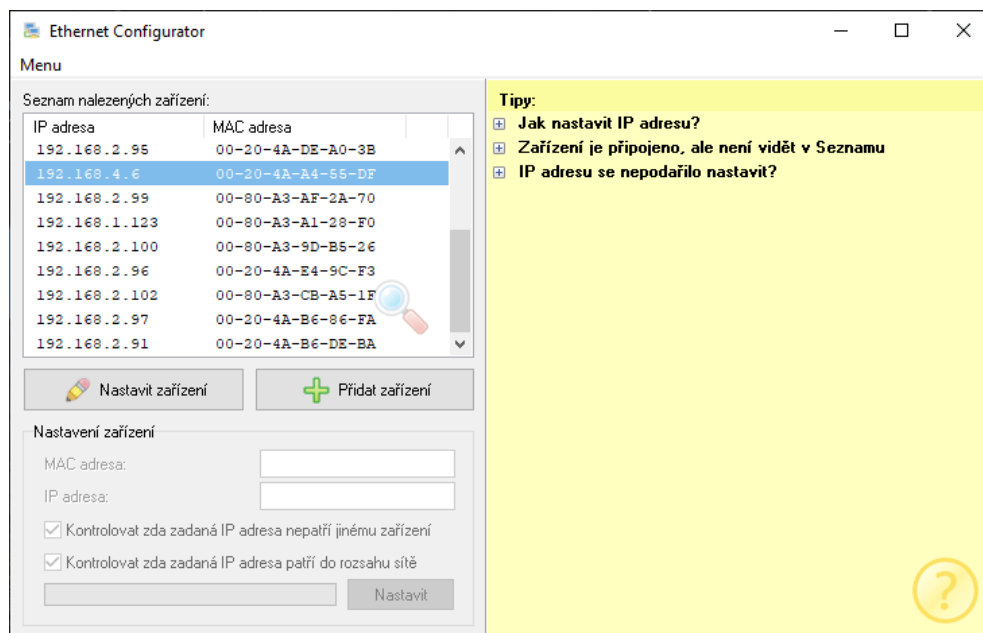 Ethernet Configurator
Menu
Seznam nalezených zařízení:
IP adresa MAC adresa
192.168.2.95 00-20-4A-DE-A0-3B
192.168.4.6 00-20-4A-A4-55-DF
192.168.2.99 00-80-A3-AF-2A-70
192.168.1.123 00-80-A3-A1-28-F0
192.168.2.100 00-80-A3-9D-B5-26
192.168.2.96 00-20-4A-E4-9C-F3
192.168.2.102 00-80-A3-CB-A5-1F
192.168.2.97 00-20-4A-B6-86-FA
192.168.2.91 00-20-4A-B6-DE-BA
Nastavit zařízení
Přidat zařízení
Nastavení zařízení
MAC adresa:
IP adresa:
Kontrolovat zda zadaná IP adresa nepatří jinému zařízení
Kontrolovat zda zadaná IP adresa patří do rozsahu sítě
Nastavit
Tipy:
Jak nastavit IP adresu?
Zařízení je připojeno, ale není vidět v Seznamu
IP adresu se nepodařilo nastavit?